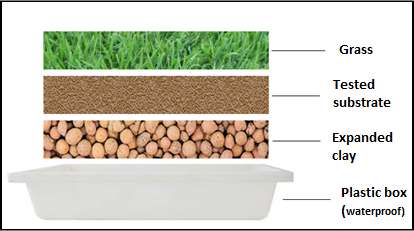 Grass
Tested
substrate
Expanded
clay
Plastic box
(waterproof)